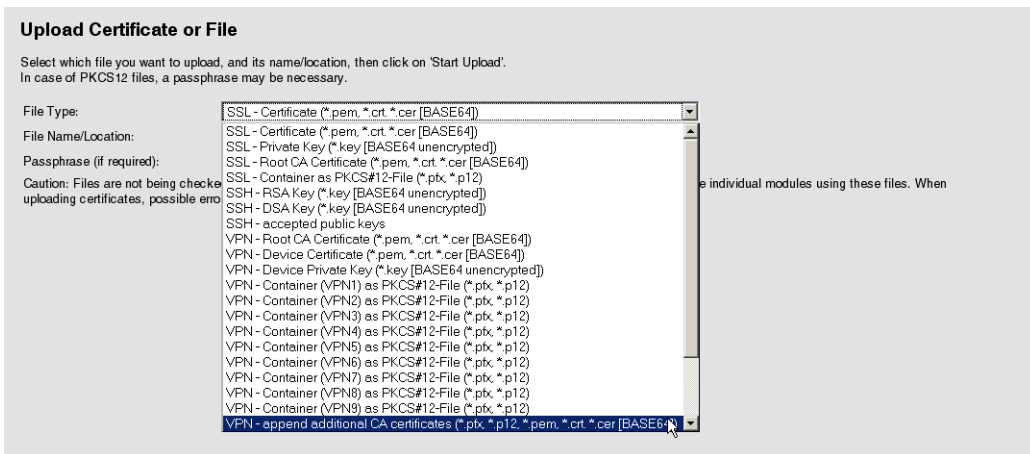 Upload Certificate or File
Select which file you want to upload, and its name/location, then click on 'Start Upload'.
In case of PKCS12 files, a passphrase may be necessary.
File Type:
SSL - Certificate (*.pem, *.crt. *.cer [BASE64])
File Name/Location:
Passphrase (if required):
Caution: Files are not being checke
e individual modules using these files. When
uploading certificates, possible erro
SSL - Certificate (*.pem, *.crt. *.cer [BASE64])
SSL - Private Key (*.key [BASE64 unencrypted])
SSL - Root CA Certificate (*.pem, *.crt. *.cer [BASE64])
SSL - Container as PKCS#12-File (*.pfx, *.p12)
SSH - RSA Key (*.key [BASE64 unencrypted])
SSH - DSA Key (*.key [BASE64 unencrypted])
SSH - accepted public keys
VPN - Root CA Certificate (*.pem, *.crt. *.cer [BASE64])
VPN - Device Certificate (*.pem, *.crt. *.cer [BASE64])
VPN - Device Private Key (*.key [BASE64 unencrypted])
VPN - Container (VPN1) as PKCS#12-File (*.pfx, *.p12)
VPN - Container (VPN2) as PKCS#12-File (*.pfx, *.p12)
VPN - Container (VPN3) as PKCS#12-File (*.pfx, *.p12)
VPN - Container (VPN4) as PKCS#12-File (*.pfx, *.p12)
VPN - Container (VPN5) as PKCS#12-File (*.pfx, *.p12)
VPN - Container (VPN6) as PKCS#12-File (*.pfx, *.p12)
VPN - Container (VPN7) as PKCS#12-File (*.pfx, *.p12)
VPN - Container (VPN8) as PKCS#12-File (*.pfx, *.p12)
VPN - Container (VPN9) as PKCS#12-File (*.pfx, *.p12)
VPN - append additional CA certificates (*.pfx, *.p12, *.pem, *.crt. *.cer [BASE64])